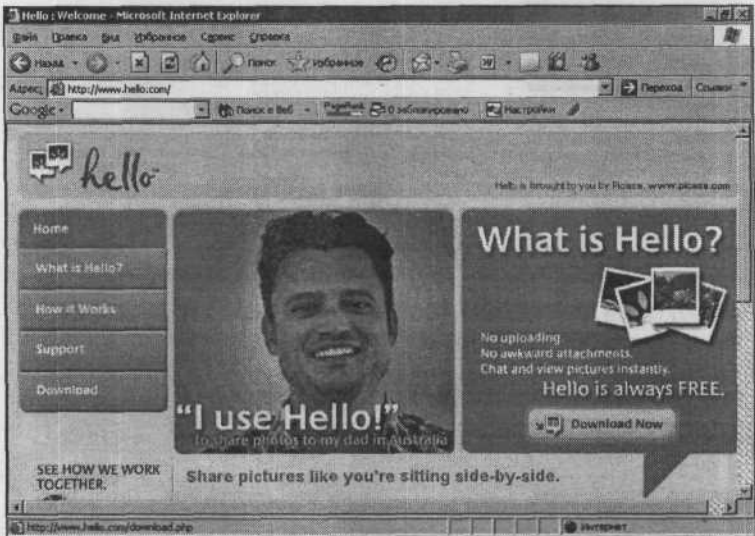 Hello : Welcome - Microsoft Internet Explorer
Файл Правка Вид Избранное Сервис Справка
Назад Поиск Избранное
Адрес: http://www.hello.com/ Переход Ссылки
Google Поиск в Веб PageRank 0 заблокировано Настройки
hello
Hello is brought to you by Picasa, www.picasa.com
Home
What is Hello?
How it Works
Support
Download
SEE HOW WE WORK
TOGETHER.
"I use Hello!"
to share photos to my dad in Australia
What is Hello?
No uploading
No awkward attachments.
Chat and view pictures instantly.
Hello is always FREE.
Download Now
Share pictures like you're sitting side-by-side.
http://www.hello.com/download.php Интернет